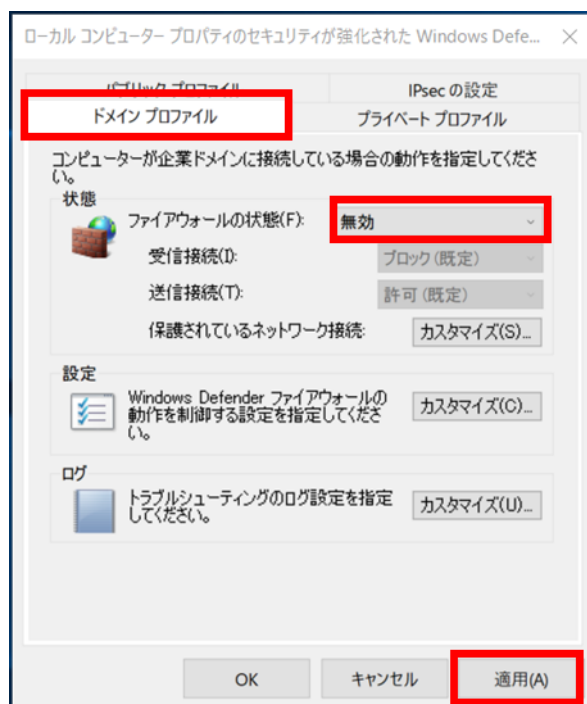 ローカル コンピューター プロパティのセキュリティが強化された Windows Defe...
パブリック プロファイル
IPsec の設定
ドメイン プロファイル
プライベート プロファイル
コンピューターが企業ドメインに接続している場合の動作を指定してくださ
い。
状態
ファイアウォールの状態(F):
無効
受信接続(I):
ブロック (既定)
送信接続(T):
許可 (既定)
保護されているネットワーク接続:
カスタマイズ(S)...
設定
Windows Defender ファイアウォールの
動作を制御する設定を指定してくださ
い。
カスタマイズ(C)...
ログ
トラブルシューティングのログ設定を指定
してください。
カスタマイズ(U)...
OK
キャンセル
適用(A)